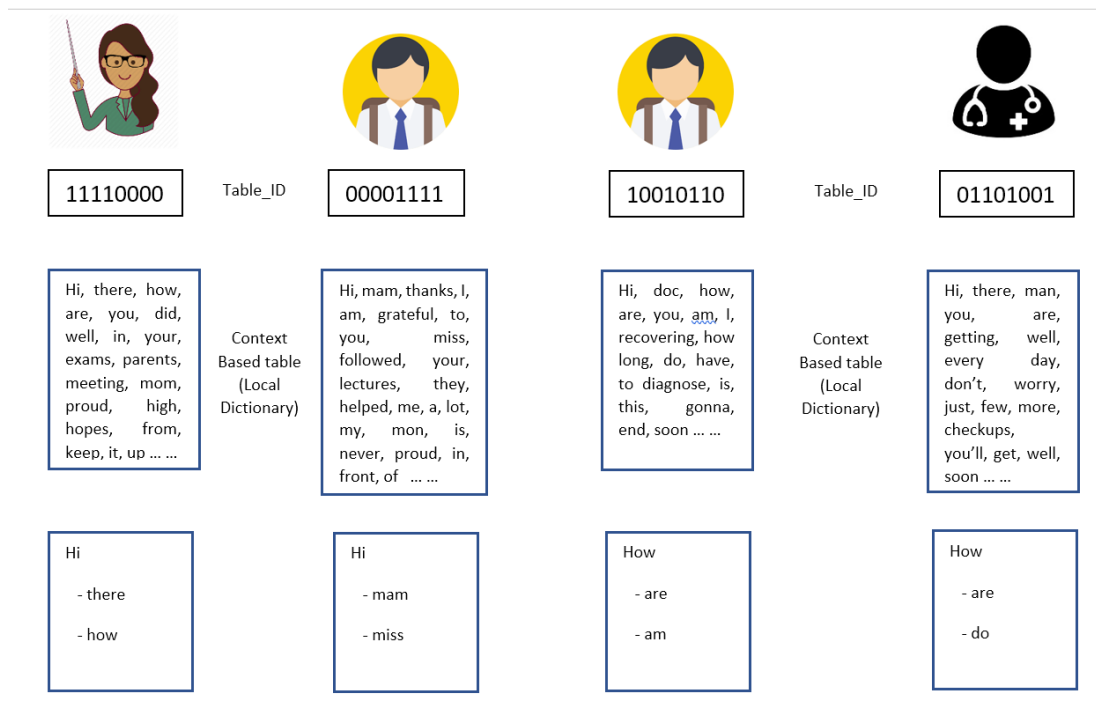 11110000
Table_ID
00001111
10010110
Table_ID
01101001
Hi, there, how,
are, you, did,
well, in, your,
exams, parents,
meeting, mom,
proud, high,
hopes, from,
keep, it, up ... ...
Context
Based table
(Local
Dictionary)
Hi, mam, thanks, I,
am, grateful, to,
you, miss,
followed, your,
lectures, they,
helped, me, a, lot,
my, mon, is,
never, proud, in,
front, of ... ...
Hi, doc, how,
are, you, am, I,
recovering, how
long, do, have,
to diagnose, is,
this, gonna,
end, soon ... ...
Context
Based table
(Local
Dictionary)
Hi, there, man,
you, are,
getting, well,
every day,
don't, worry,
just, few, more,
checkups,
you'll, get, well,
soon ... ...
Hi
- there
- how
Hi
- mam
- miss
How
- are
- am
How
- are
- do